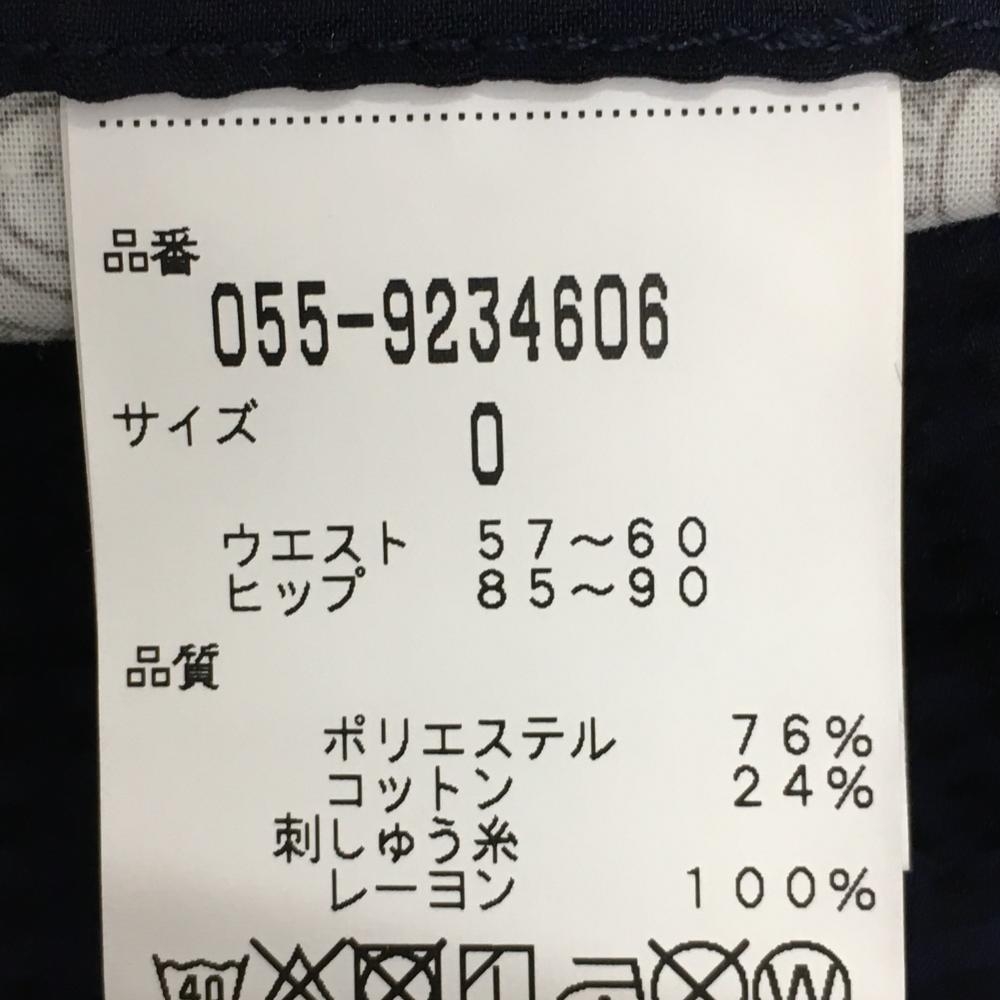 品番
055-9234606
サイズ 0
ウエスト 57～60
ヒップ 85～90
品質
ポリエステル 76%
コットン 24%
刺しゅう糸
レーヨン 100%
40 W